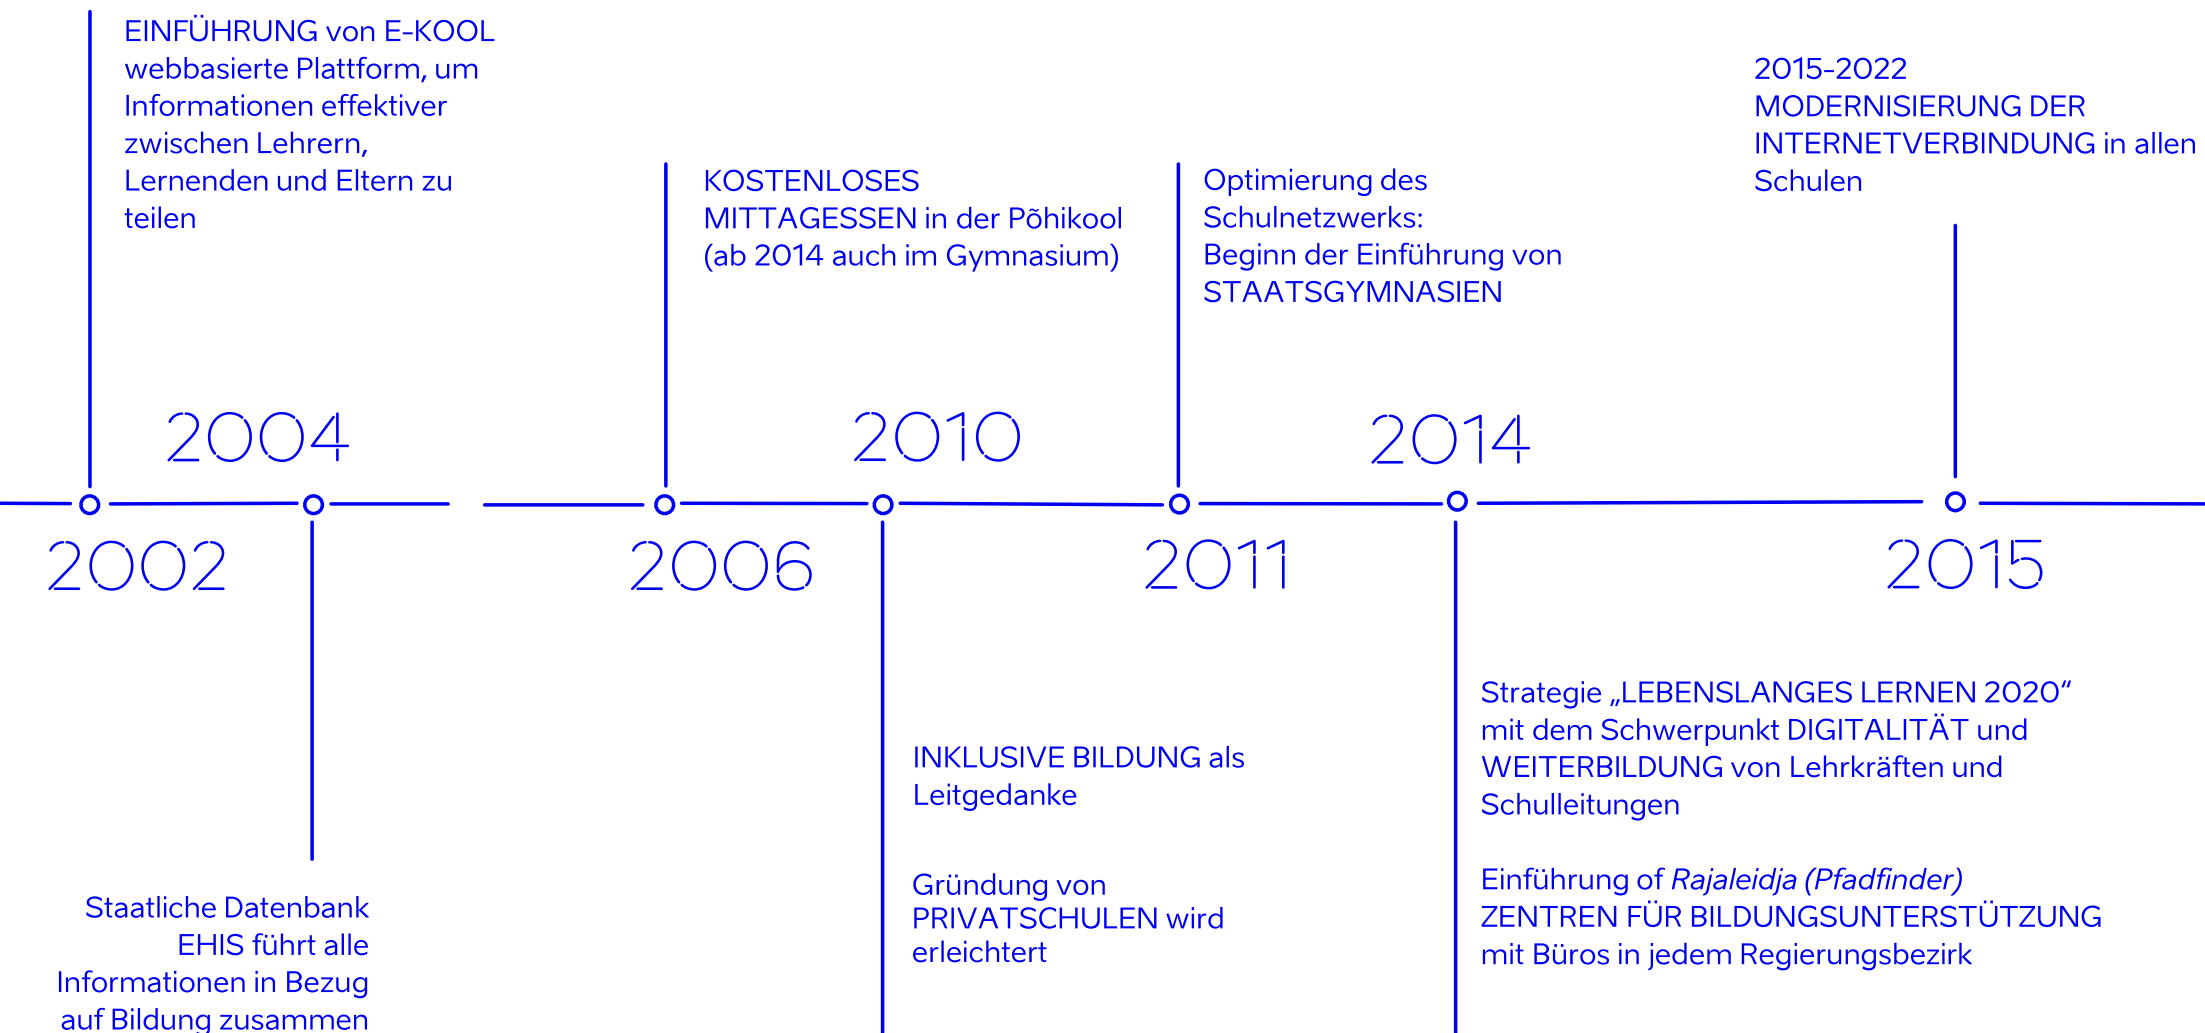 EINFÜHRUNG von E-KOOL
webbasierte Plattform, um
Informationen effektiver
zwischen Lehrern,
Lernenden und Eltern zu
teilen
2002
2004
Staatliche Datenbank
EHIS führt alle
Informationen in Bezug
auf Bildung zusammen
KOSTENLOSES
MITTAGESSEN in der Põhikool
(ab 2014 auch im Gymnasium)
2006
2010
INKLUSIVE BILDUNG als
Leitgedanke
Gründung von
PRIVATSCHULEN wird
erleichtert
Optimierung des
Schulnetzwerks:
Beginn der Einführung von
STAATSGYMNASIEN
2011
2014
Strategie „LEBENSLANGES LERNEN 2020“
mit dem Schwerpunkt DIGITALITÄT und
WEITERBILDUNG von Lehrkräften und
Schulleitungen
Einführung of Rajaleidja (Pfadfinder)
ZENTREN FÜR BILDUNGSUNTERSTÜTZUNG
mit Büros in jedem Regierungsbezirk
2015-2022
MODERNISIERUNG DER
INTERNETVERBINDUNG in allen
Schulen
2015